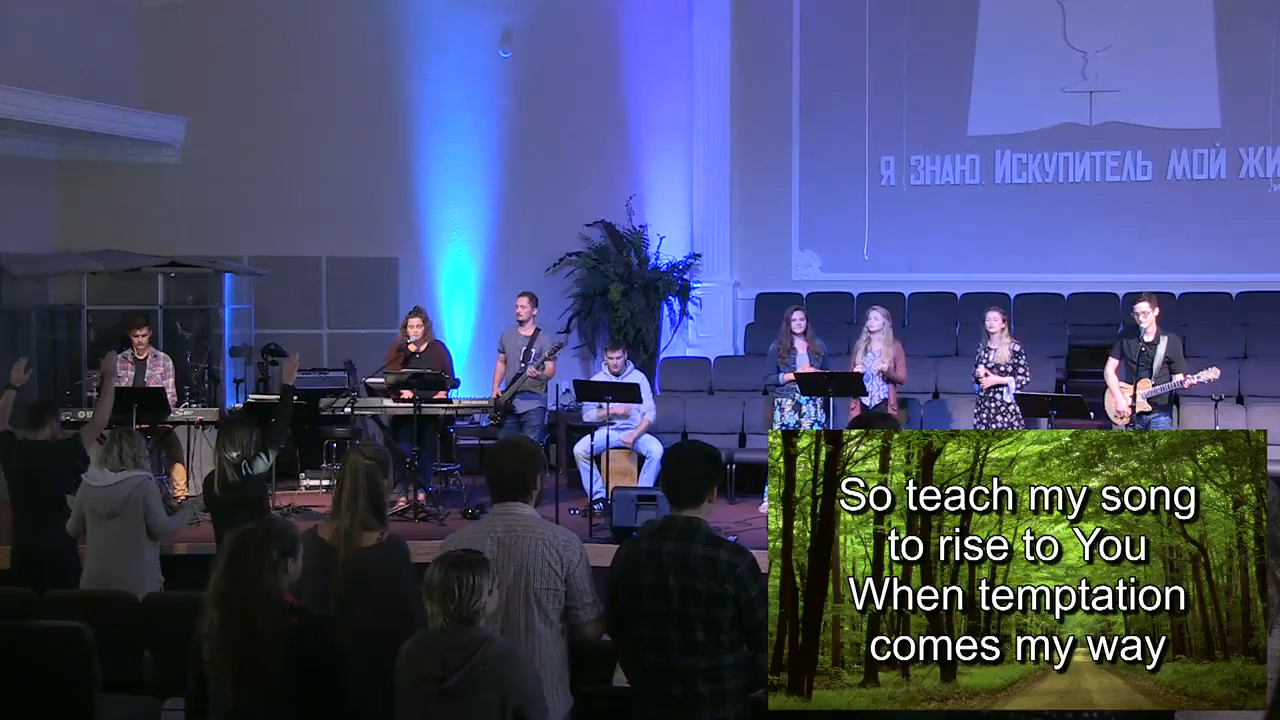 Я ЗНАЮ, ИСКУПИТЕЛЬ МОЙ
So teach my song
to rise to You
When temptation
comes my way